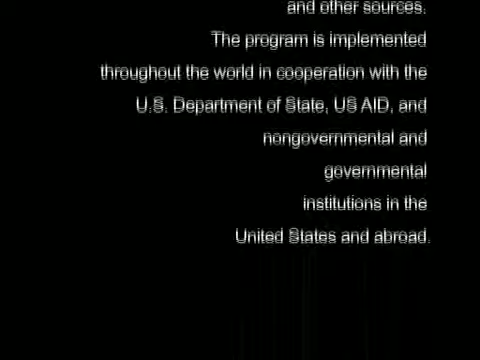 and other sources.
The program is implemented
throughout the world in cooperation with the
U.S. Department of State, US AID, and
nongovernmental and
governmental
institutions in the
United States and abroad.